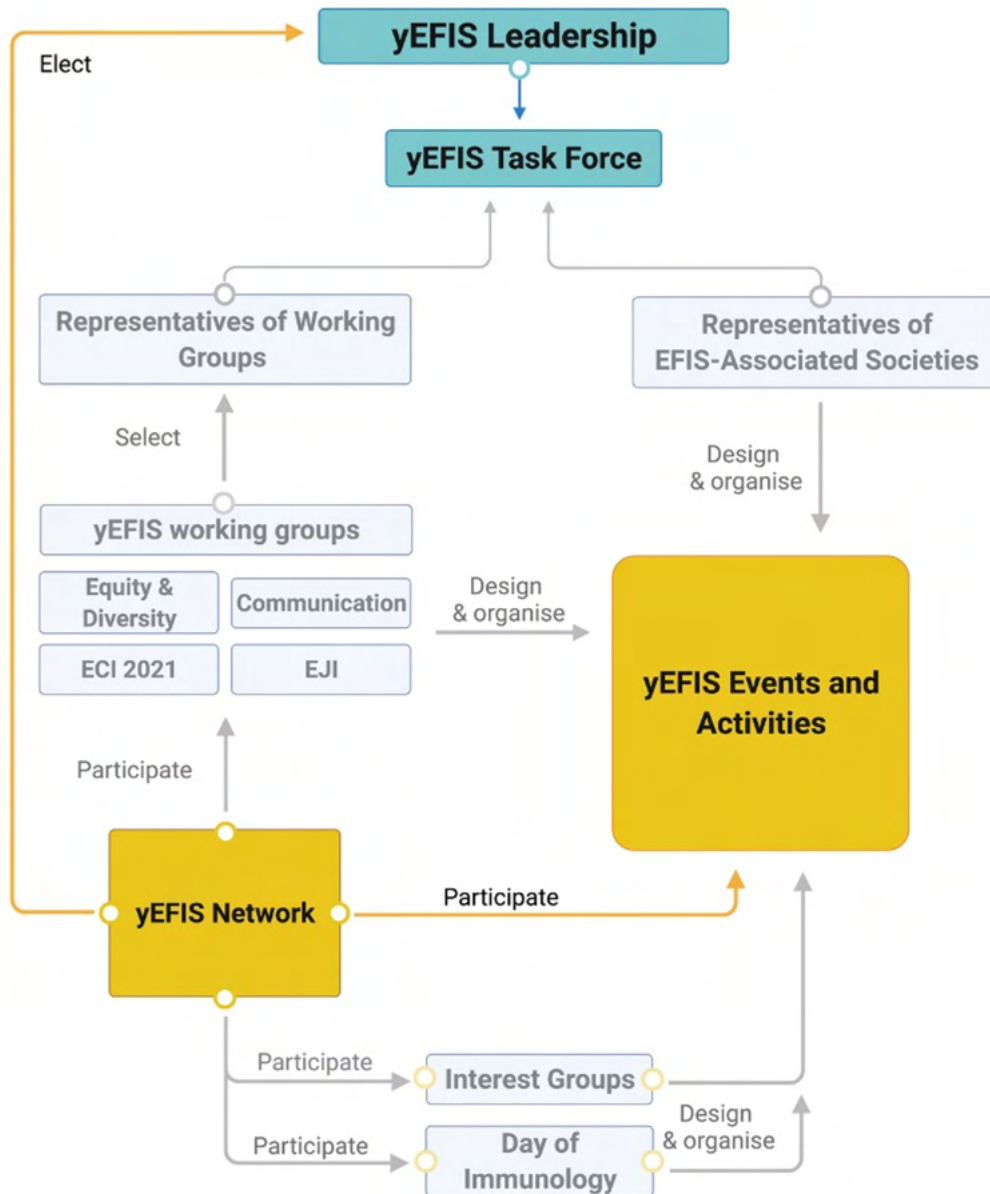 yEFIS Leadership
Elect
yEFIS Task Force
Representatives of Working
Groups
Representatives of
EFIS-Associated Societies
Select
Design
& organise
yEFIS working groups
Equity &
Diversity
Communication
ECI 2021
EJI
Design
& organise
yEFIS Events and
Activities
Participate
yEFIS Network
Participate
Participate
Interest Groups
Participate
Day of
Immunology
Design
& organise